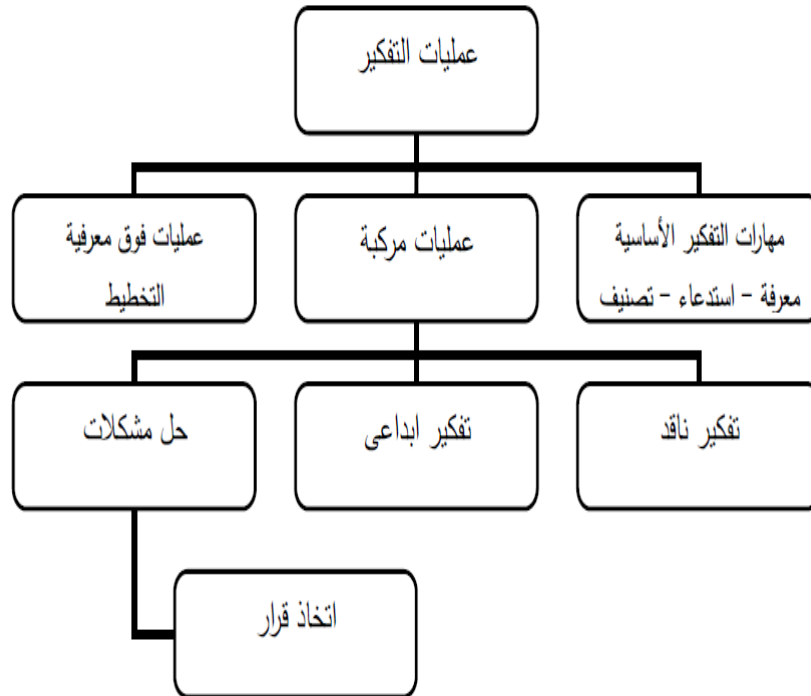 عمليات التفكير
مهارات التفكير الأساسية
معرفة – استدعاء – تصنيف
عمليات مركبة
عمليات فوق معرفية
التخطيط
تفكير ناقد
تفكير ابداعى
حل مشكلات
اتخاذ قرار